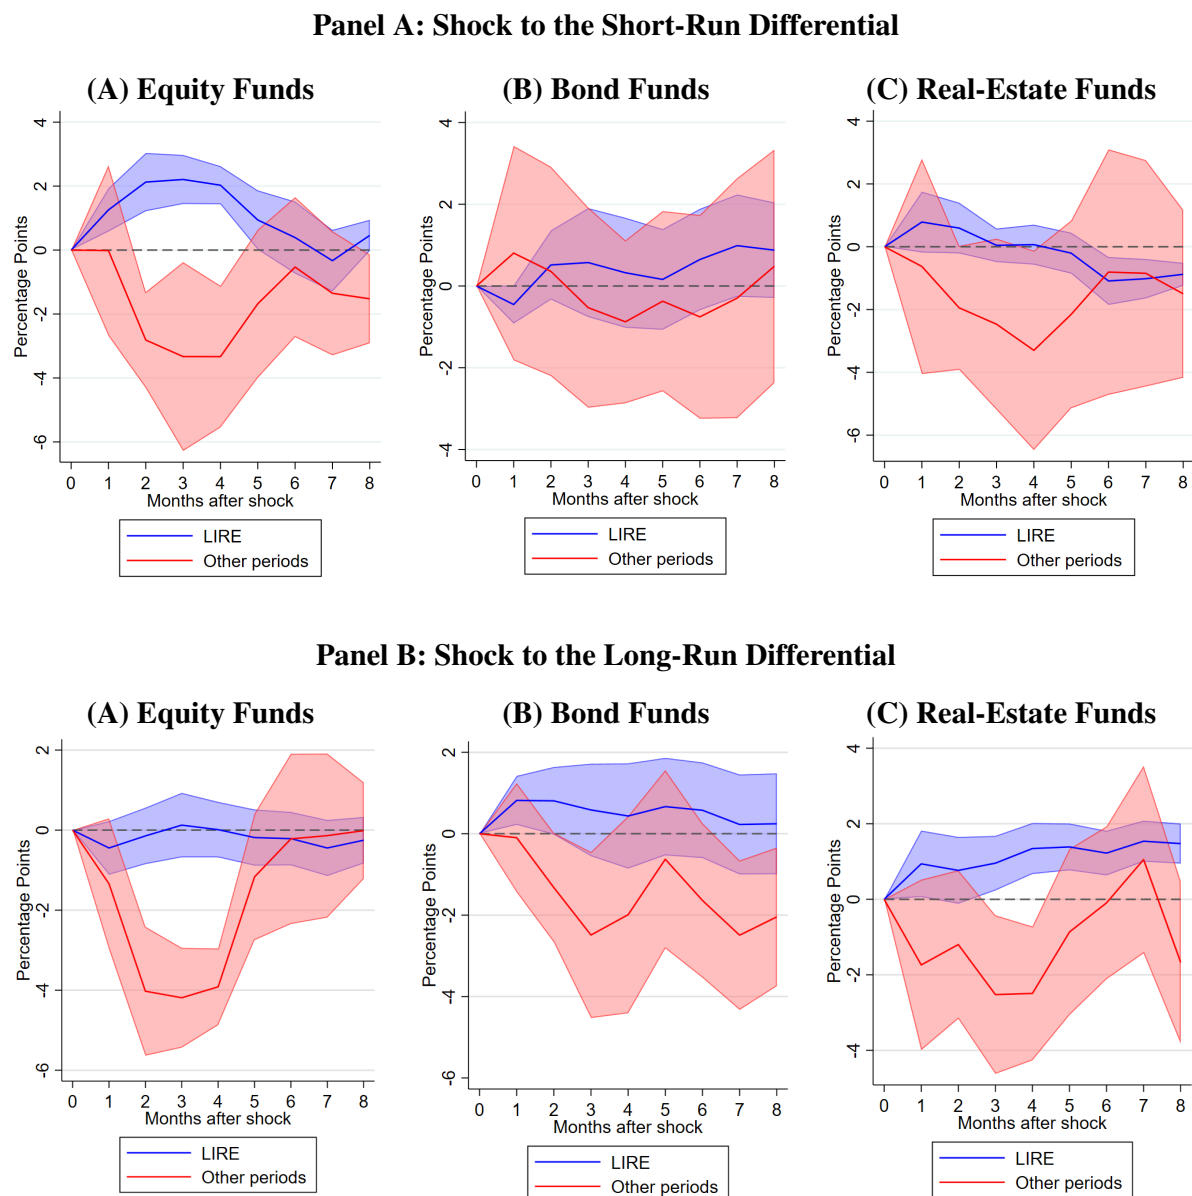 Panel A: Shock to the Short-Run Differential
(A) Equity Funds
4
2
0
-2
-4
-6
Percentage Points
0 1 2 3 4 5 6 7 8
Months after shock
LIRE
Other periods
(B) Bond Funds
4
2
0
-2
-4
Percentage Points
0 1 2 3 4 5 6 7 8
Months after shock
LIRE
Other periods
(C) Real-Estate Funds
4
2
0
-2
-4
-6
Percentage Points
0 1 2 3 4 5 6 7 8
Months after shock
LIRE
Other periods
Panel B: Shock to the Long-Run Differential
(A) Equity Funds
2
0
-2
-4
-6
Percentage Points
0 1 2 3 4 5 6 7 8
Months after shock
LIRE
Other periods
(B) Bond Funds
2
0
-2
-4
-6
Percentage Points
0 1 2 3 4 5 6 7 8
Months after shock
LIRE
Other periods
(C) Real-Estate Funds
4
2
0
-2
-4
Percentage Points
0 1 2 3 4 5 6 7 8
Months after shock
LIRE
Other periods